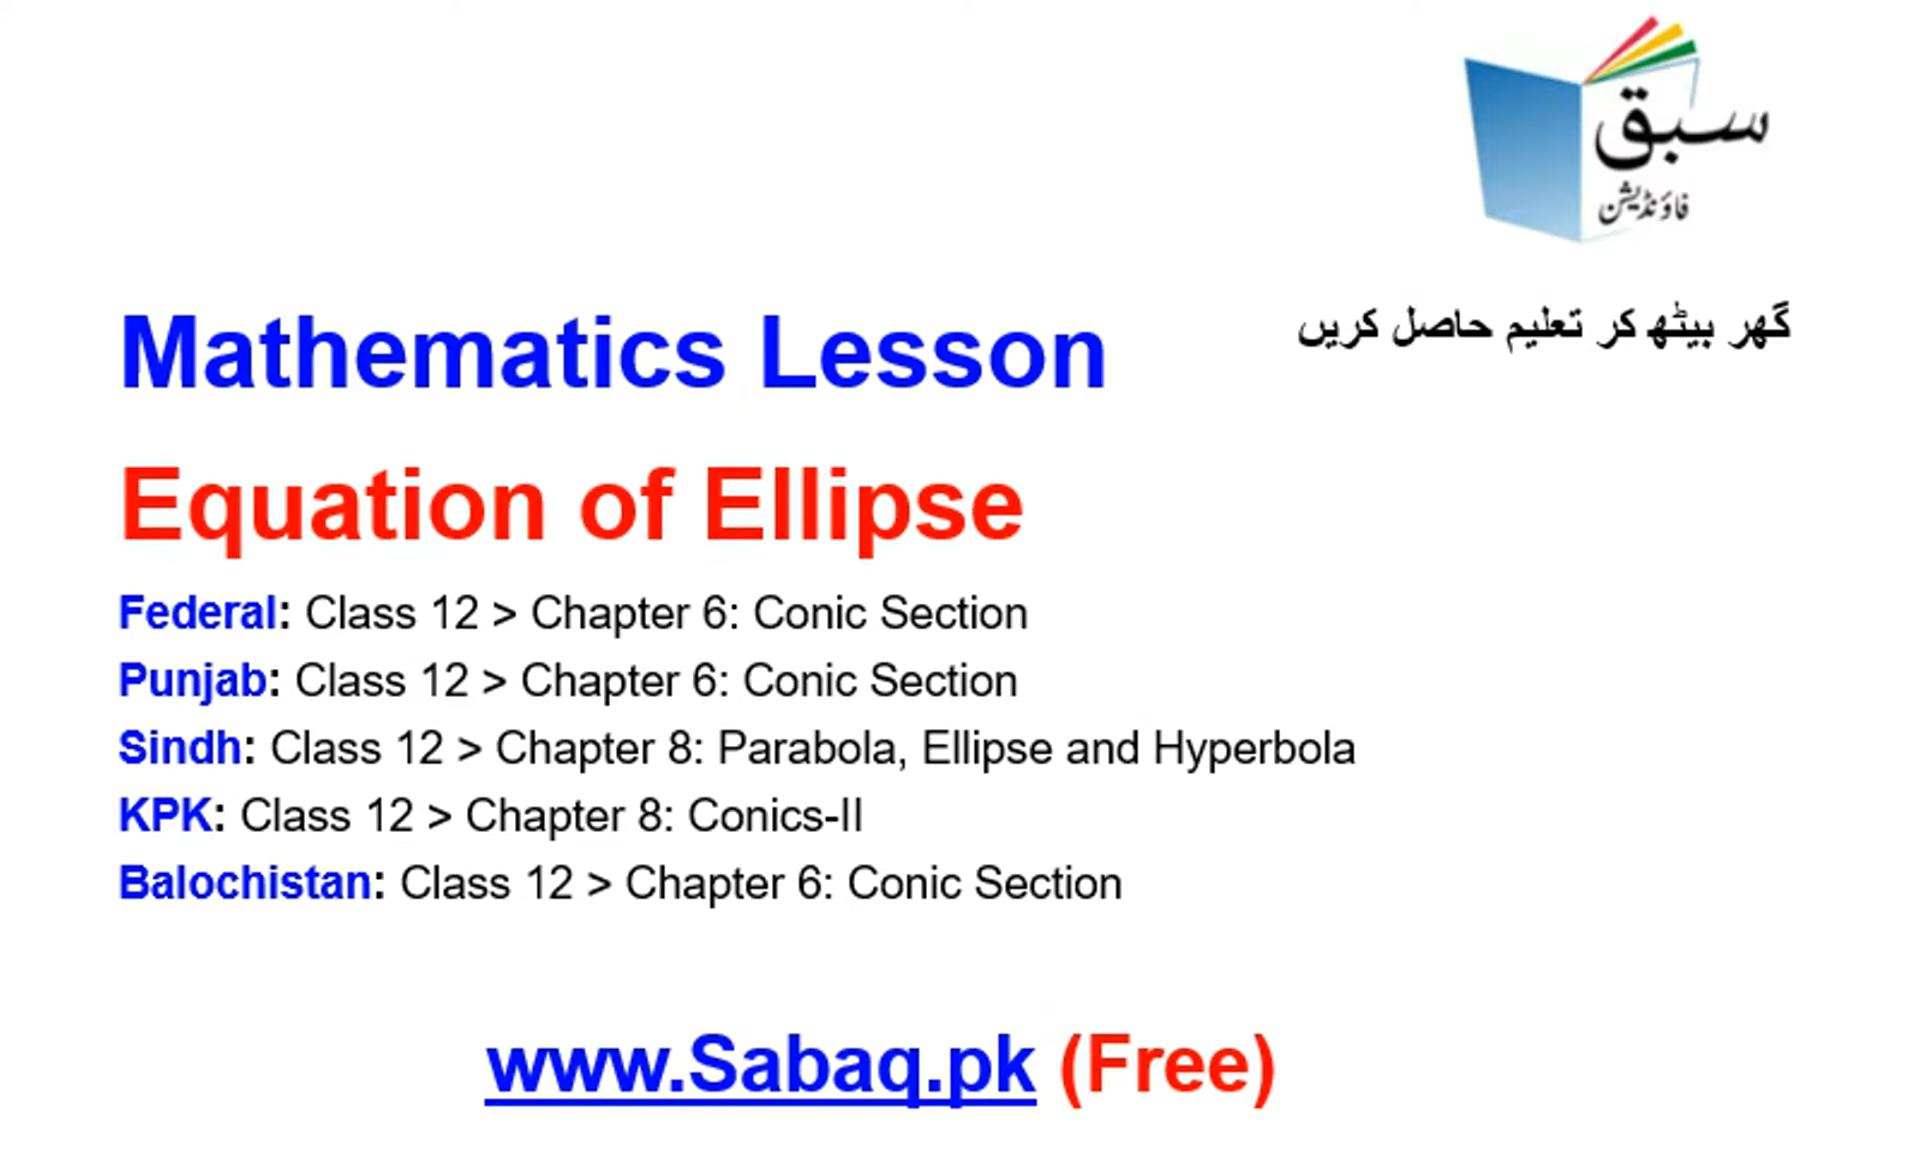 سبق
فاؤنڈیشن
گھر بیٹھ کر تعلیم حاصل کریں
Mathematics Lesson
Equation of Ellipse
Federal: Class 12 > Chapter 6: Conic Section
Punjab: Class 12 > Chapter 6: Conic Section
Sindh: Class 12 > Chapter 8: Parabola, Ellipse and Hyperbola
KPK: Class 12 > Chapter 8: Conics-II
Balochistan: Class 12 > Chapter 6: Conic Section
www.Sabaq.pk (Free)